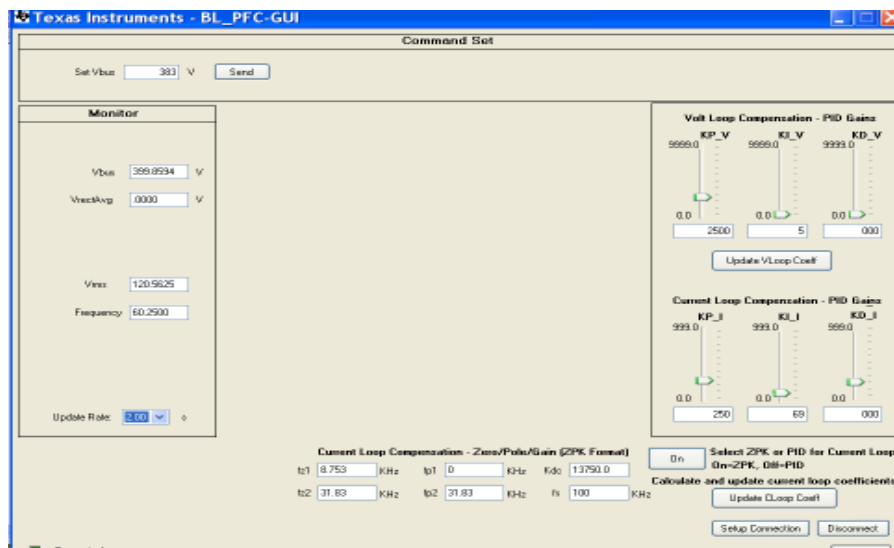 Texas Instruments - BL_PFC-GUI
Command Set
Set Vbus 383 V Send
Monitor
Vbus 399.8594 V
VrectAvg .0000 V
Vrms 120.5625
Frequency 60.2500
Update Rate: 2.00 s
Volt Loop Compensation - PID Gains
KP_V KI_V KD_V
9999.0 9999.0 9999.0
0.0 0.0 0.0
2500 5 000
Update VLoop Coeff
Current Loop Compensation - PID Gains
KP_I KI_I KD_I
999.0 999.0 999.0
0.0 0.0 0.0
250 69 000
Current Loop Compensation - Zero/Pole/Gain (ZPK Format)
fz1 8.753 KHz fp1 0 KHz Kdc 13750.0
fz2 31.83 KHz fp2 31.83 KHz fs 100 KHz
On Select ZPK or PID for Current Loop
On=ZPK, Off=PID
Calculate and update current loop coefficients
Update CLoop Coeff
Setup Connection Disconnect